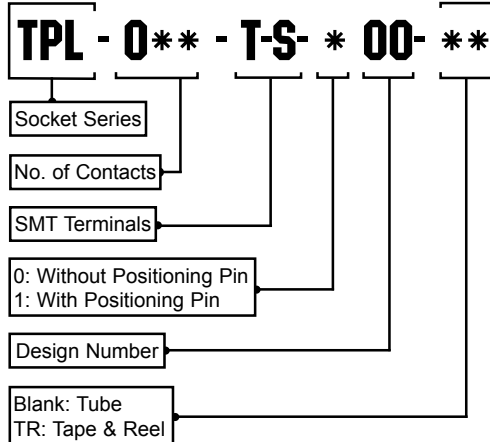 TPL - 0** - T-S- * 00- **
Socket Series
No. of Contacts
SMT Terminals
0: Without Positioning Pin
1: With Positioning Pin
Design Number
Blank: Tube
TR: Tape & Reel